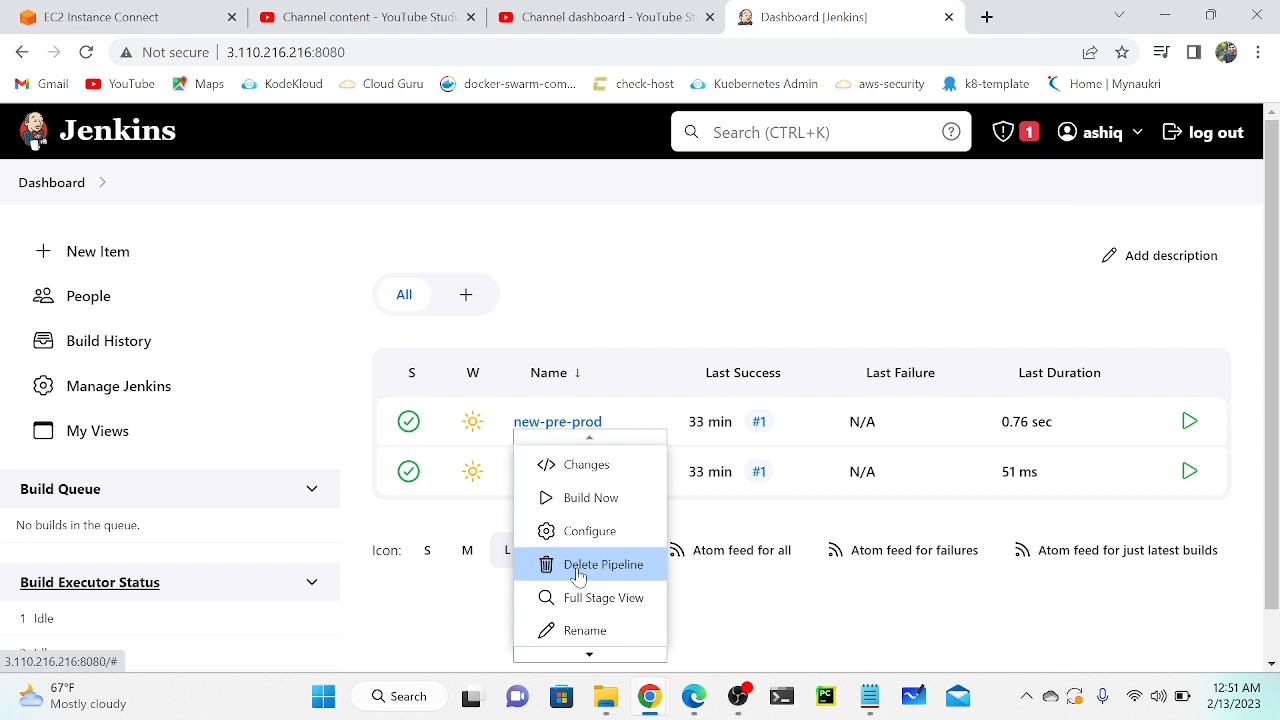 EC2 Instance Connect
Channel content - YouTube Studi
Channel dashboard - YouTube St
Dashboard [Jenkins]
Not secure
3.110.216.216:8080
Gmail
YouTube
Maps
KodeKloud
Cloud Guru
docker-swarm-com...
check-host
Kuebernetes Admin
aws-security
k8-template
Home | Mynaukri
Jenkins
Search (CTRL+K)
1
ashiq
log out
Dashboard
New Item
People
Build History
Manage Jenkins
My Views
Add description
All
S W Name ↓ Last Success Last Failure Last Duration
new-pre-prod 33 min #1 N/A 0.76 sec
33 min #1 N/A 51 ms
Changes
Build Now
Configure
Delete Pipeline
Full Stage View
Rename
Icon: S M L
Atom feed for all
Atom feed for failures
Atom feed for just latest builds
Build Queue
No builds in the queue.
Build Executor Status
1 Idle
3.110.216.216:8080/#
67°F
Mostly cloudy
Search
12:51 AM
2/13/2023